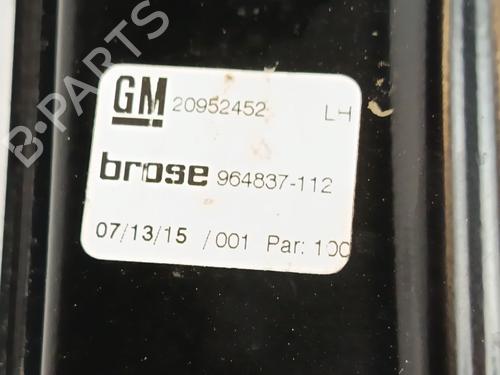 B-PARTS
GM 20952452 LH
brose 964837-112
07/13/15 /001 Par: 100